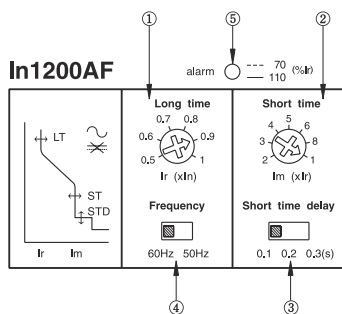 ① ⑤ ②
In1200AF alarm --- 70 (%Ir)
— 110
Long time Short time
0.7 0.8 5
0.6 0.9 4 6
0.5 1 3 8
2 1
Ir (xIn) Im (xIr)
LT
ST
STD
Ir Im
Frequency Short time delay
60Hz 50Hz 0.1 0.2 0.3(s)
④ ③